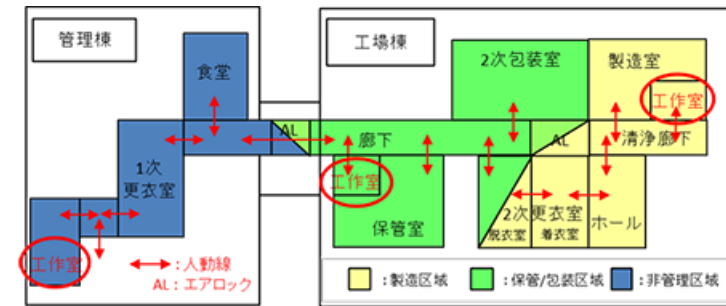 管理棟
工場棟
食堂
2次包装室
製造室
工作室
AL
廊下
AL
清浄廊下
1次
更衣室
工作室
保管室
2次更衣室
脱衣室 着衣室
ホール
工作室
:人動線
AL:エアロック
:製造区域 :保管/包装区域 :非管理区域